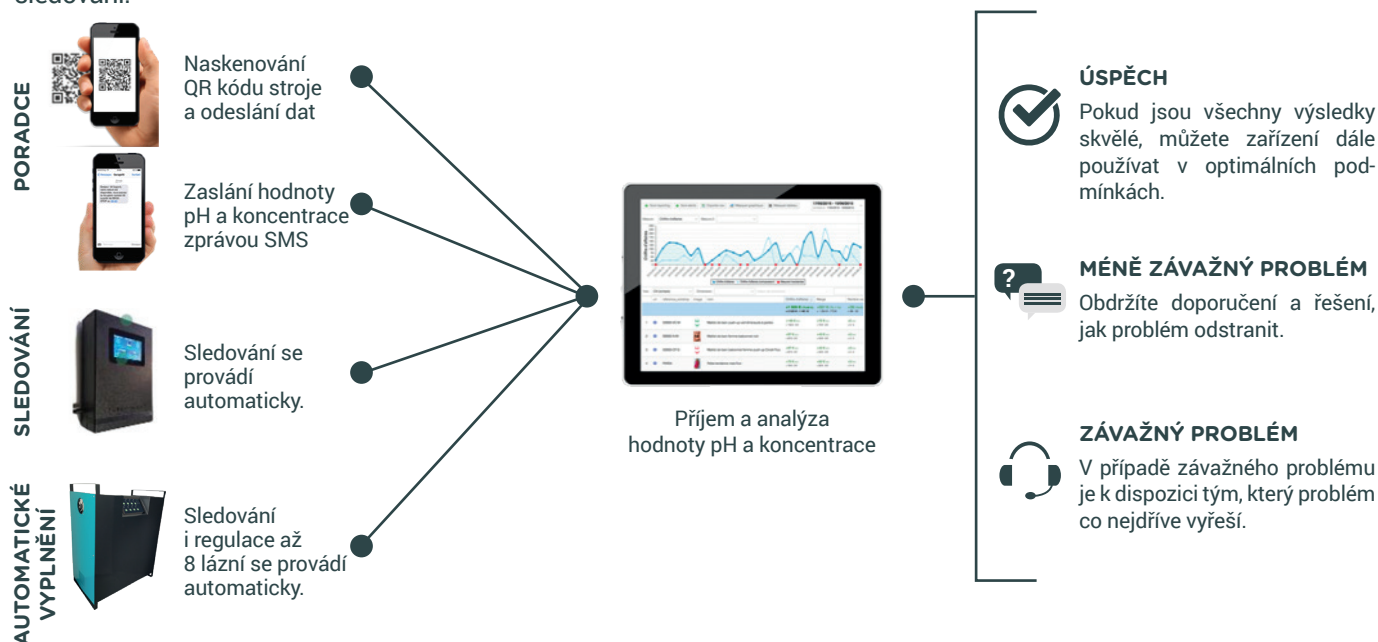 sledování.
PORADCE
Naskenování
QR kódu stroje
a odeslání dat
Zaslání hodnoty
pH a koncentrace
zprávou SMS
SLEDOVÁNÍ
Sledování se
provádí
automaticky.
AUTOMATICKÉ
VYPLNĚNÍ
Sledování
i regulace až
8 lázní se provádí
automaticky.
Příjem a analýza
hodnoty pH a koncentrace
ÚSPĚCH
Pokud jsou všechny výsledky
skvělé, můžete zařízení dále
používat v optimálních pod-
mínkách.
?
MÉNĚ ZÁVAŽNÝ PROBLÉM
Obdržíte doporučení a řešení,
jak problém odstranit.
ZÁVAŽNÝ PROBLÉM
V případě závažného problému
je k dispozici tým, který problém
co nejdříve vyřeší.